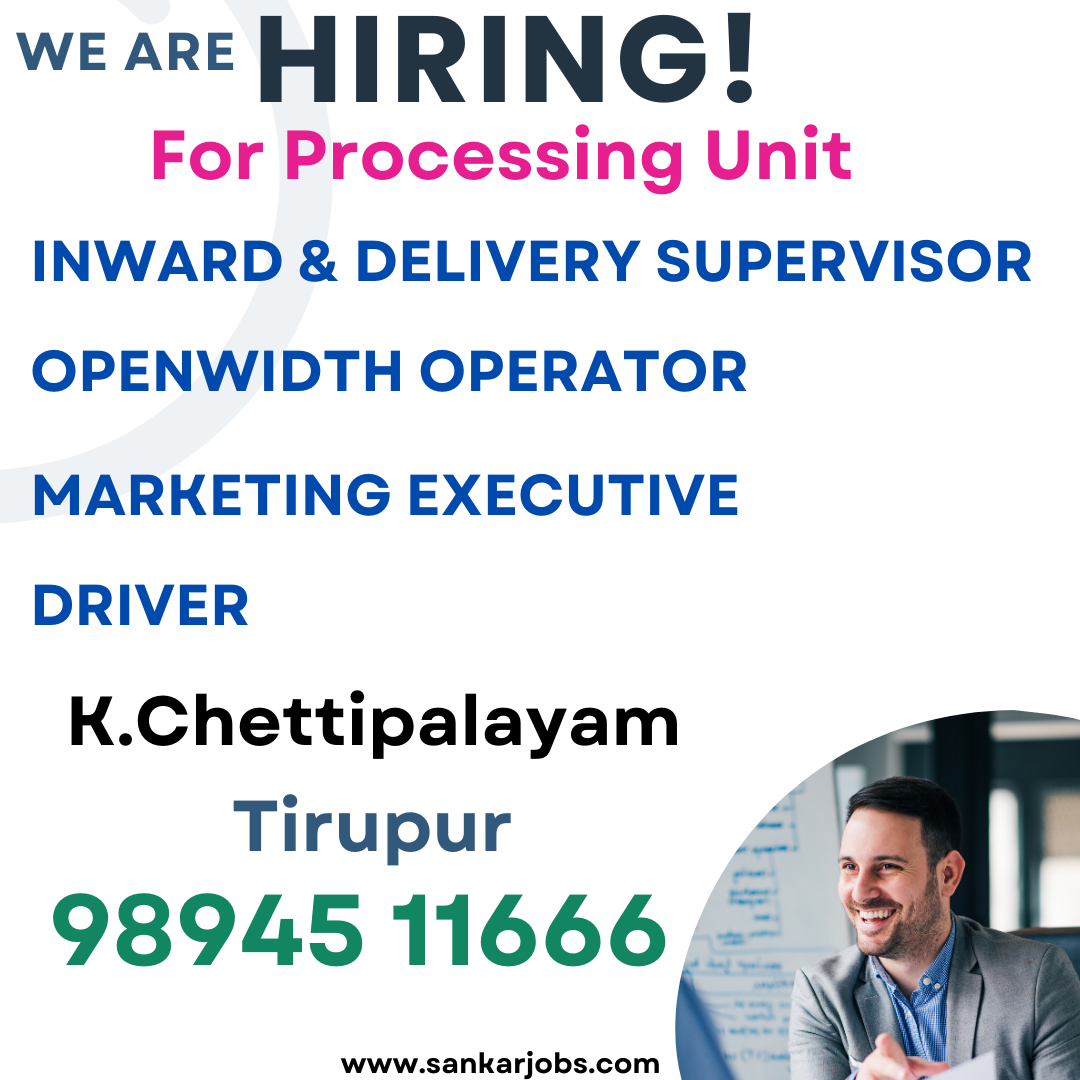 WE ARE HIRING!
For Processing Unit
INWARD & DELIVERY SUPERVISOR
OPENWIDTH OPERATOR
MARKETING EXECUTIVE
DRIVER
K.Chettipalayam
Tirupur
98945 11666
www.sankarjobs.com